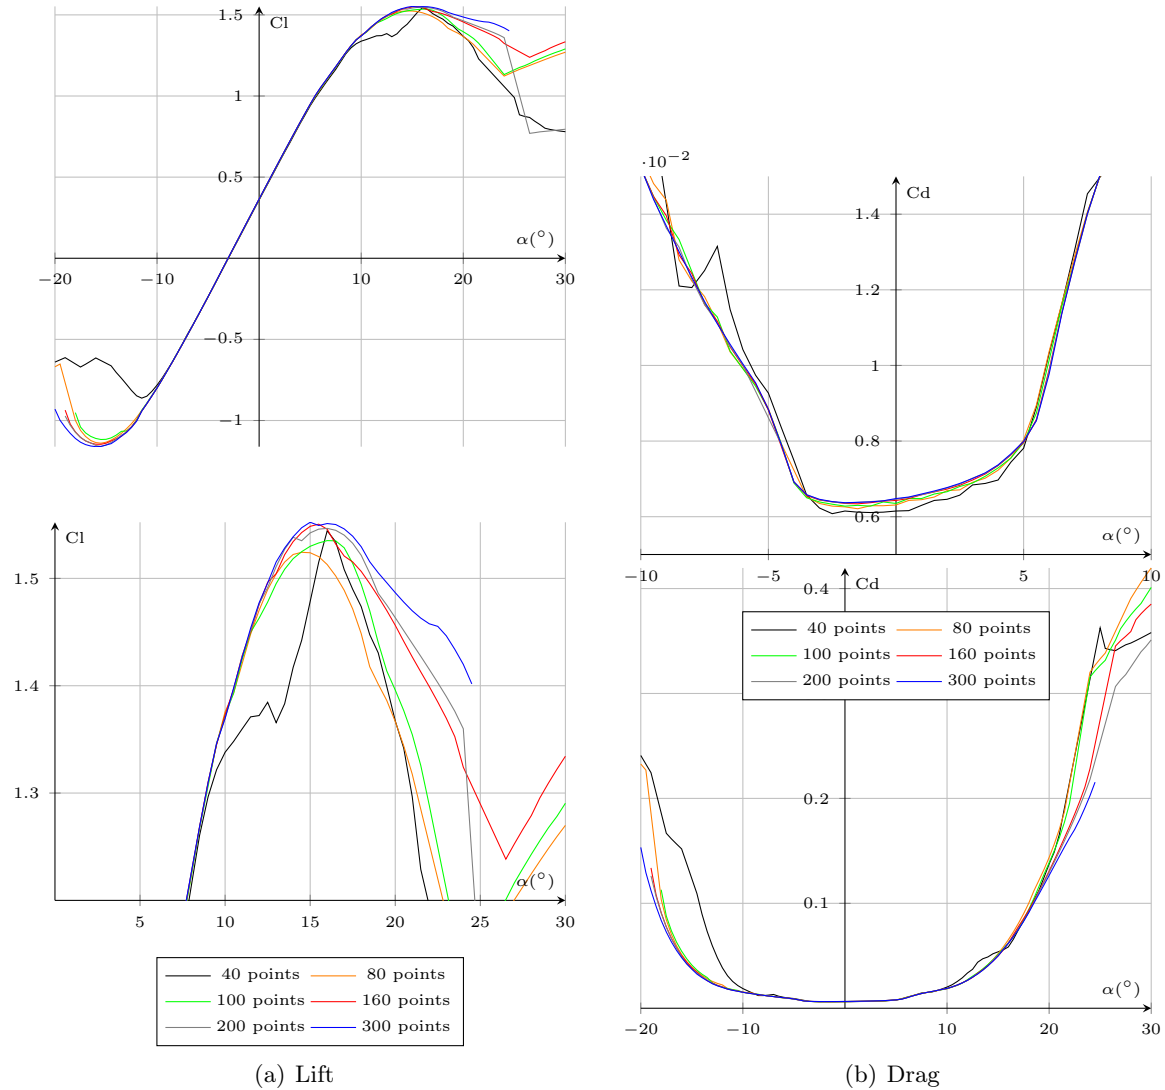 1.5
Cl
1
0.5
α(°)
−20
−10
10
20
30
−0.5
−1
Cl
1.5
1.4
1.3
α(°)
5
10
15
20
25
30
40 points
80 points
100 points
160 points
200 points
300 points
(a) Lift
·10−2
Cd
1.4
1.2
1
0.8
0.6
α(°)
−10
−5
5
10
Cd
0.4
40 points
80 points
100 points
160 points
200 points
300 points
0.2
0.1
α(°)
−20
−10
10
20
30
(b) Drag